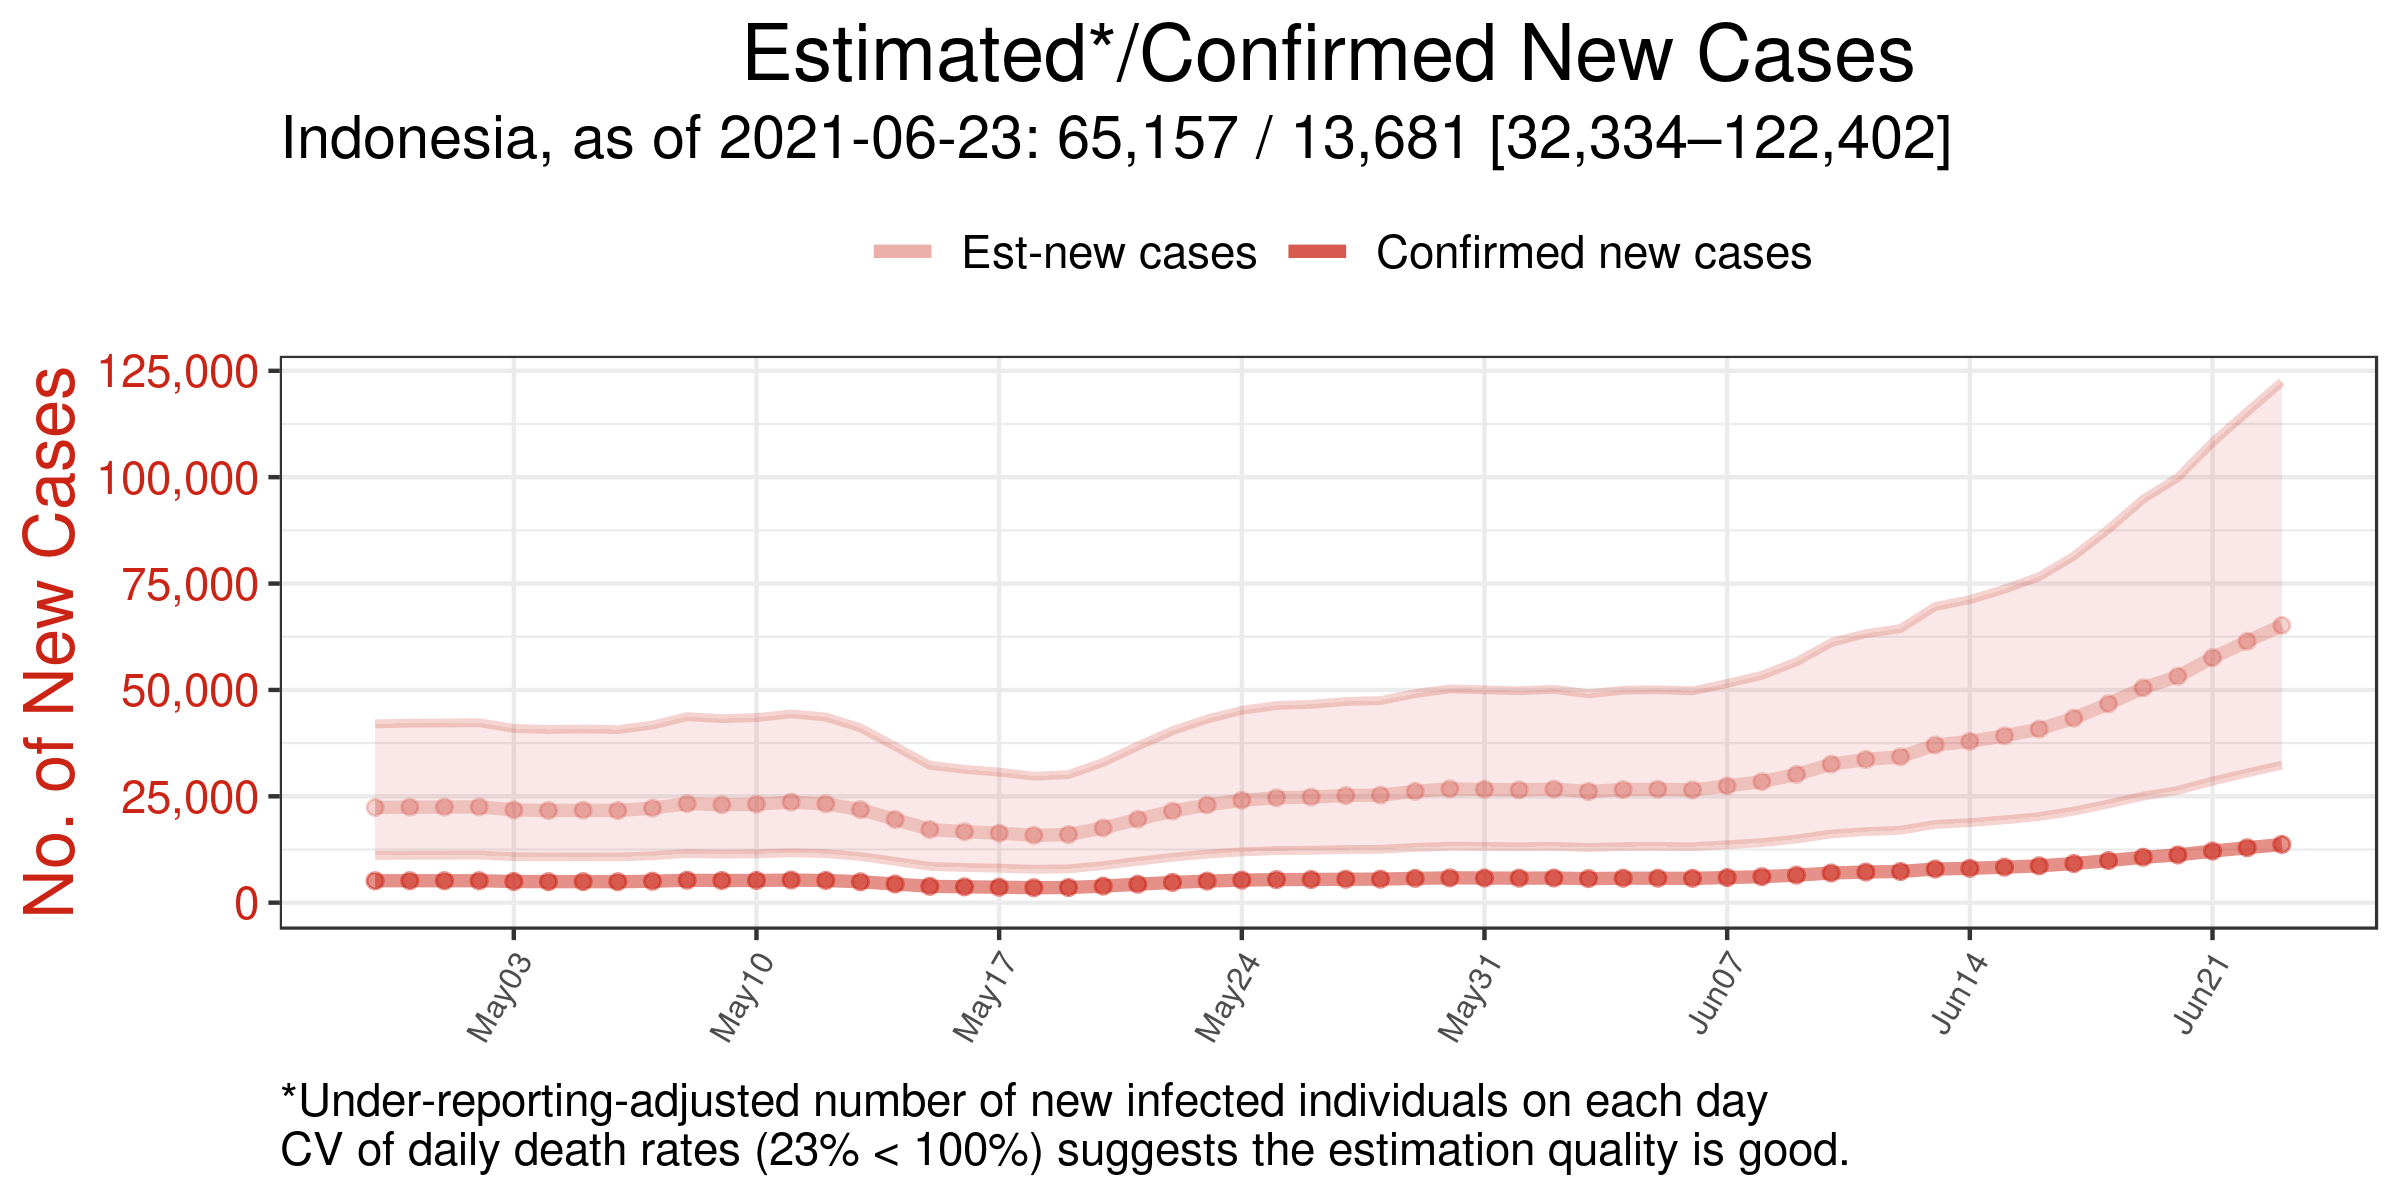 Estimated*/Confirmed New Cases
Indonesia, as of 2021-06-23: 65,157 / 13,681 [32,334–122,402]
Est-new cases
Confirmed new cases
No. of New Cases
125,000
100,000
75,000
50,000
25,000
0
May03
May10
May17
May24
May31
Jun07
Jun14
Jun21
*Under-reporting-adjusted number of new infected individuals on each day
CV of daily death rates (23% < 100%) suggests the estimation quality is good.